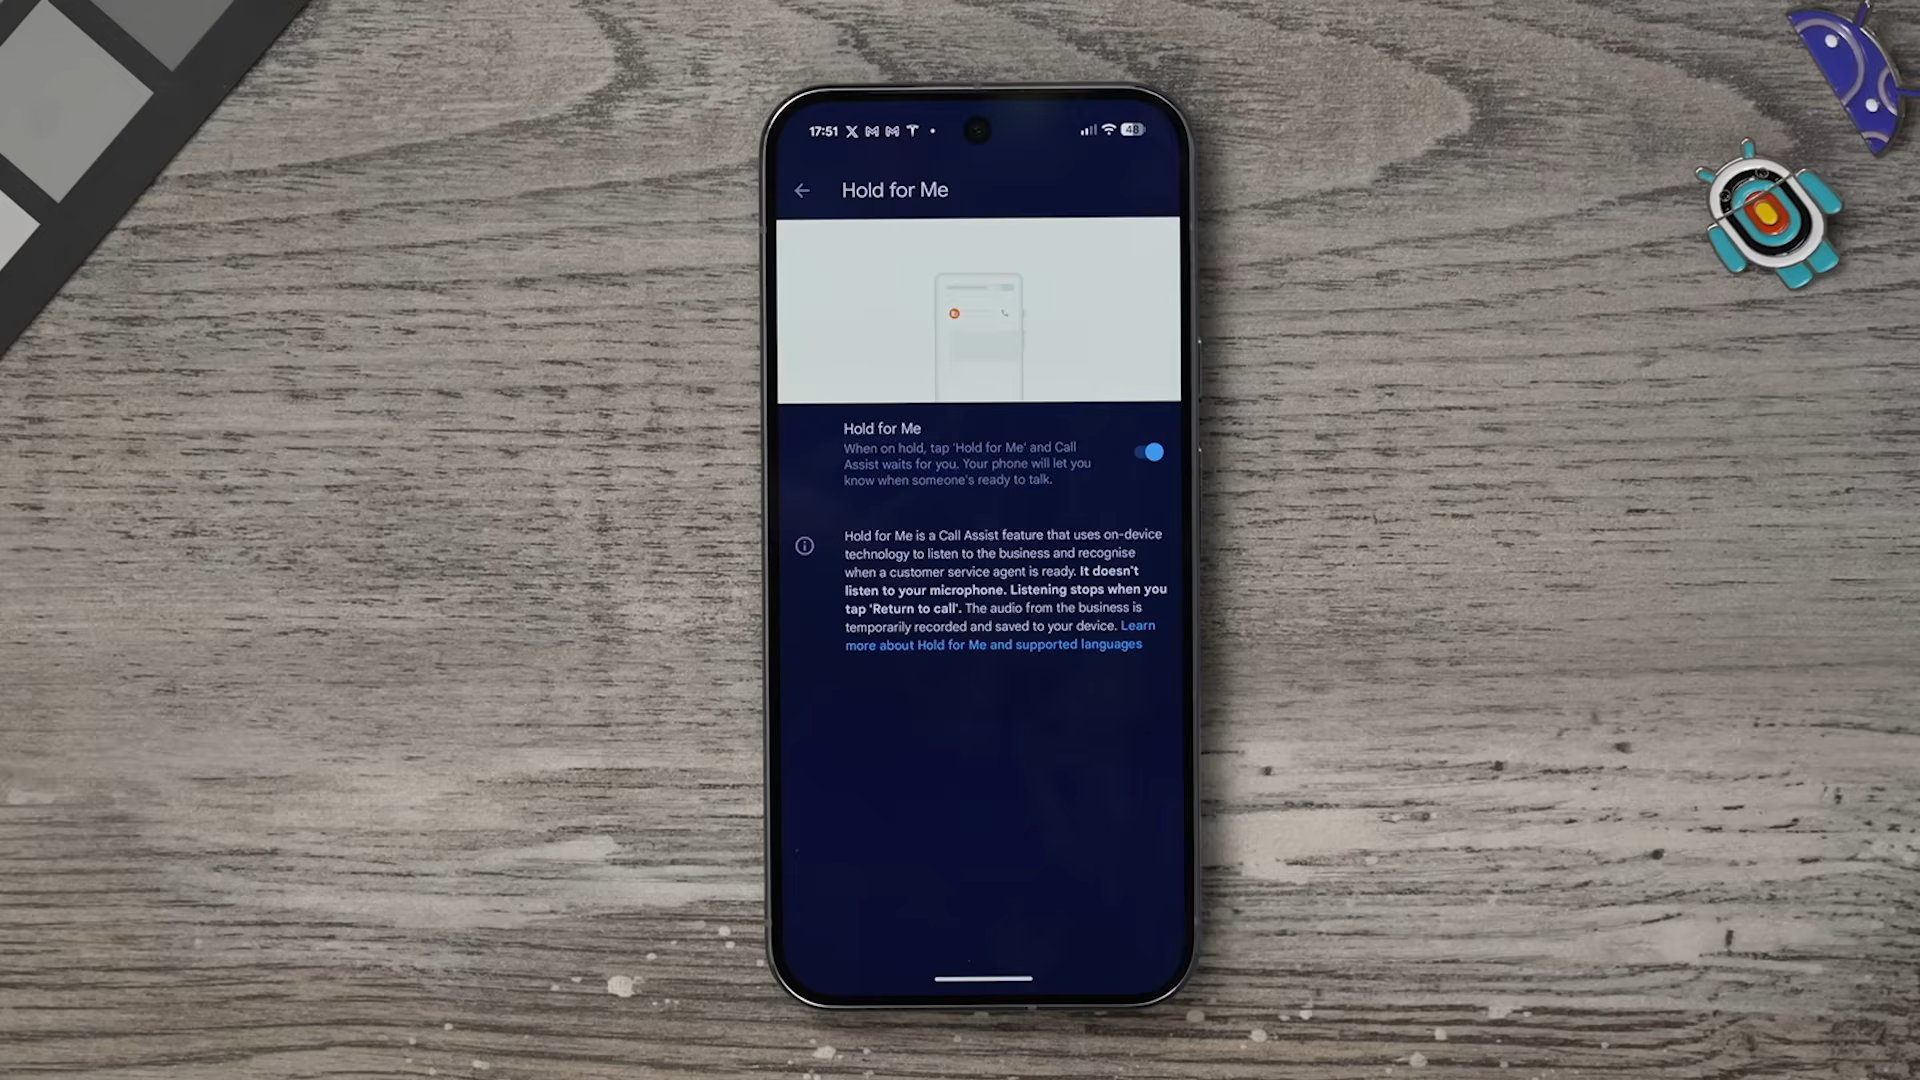 17:51
48
Hold for Me
Hold for Me
When on hold, tap 'Hold for Me' and Call
Assist waits for you. Your phone will let you
know when someone's ready to talk.
Hold for Me is a Call Assist feature that uses on-device
technology to listen to the business and recognise
when a customer service agent is ready. It doesn't
listen to your microphone. Listening stops when you
tap 'Return to call'. The audio from the business is
temporarily recorded and saved to your device. Learn
more about Hold for Me and supported languages